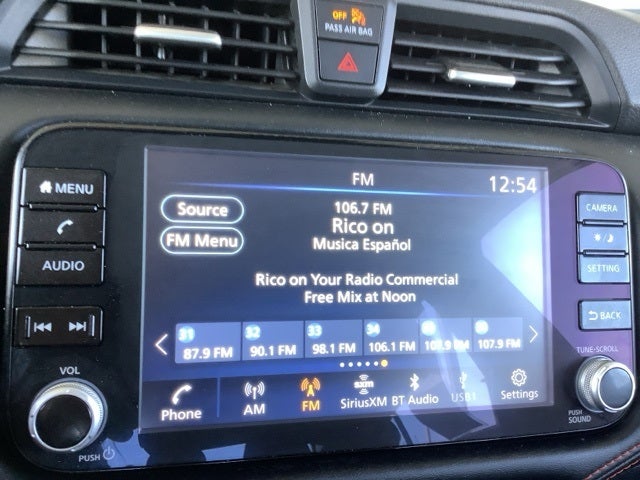 OFF
PASS AIR BAG
MENU
AUDIO
VOL
PUSH
FM
12:54
Source
FM Menu
106.7 FM
Rico on
Musica Español
Rico on Your Radio Commercial
Free Mix at Noon
31 32 33 34
87.9 FM 90.1 FM 98.1 FM 106.1 FM 107.9 FM
Phone AM FM SiriusXM BT Audio USB1 Settings
sxm
CAMERA
SETTING
BACK
TUNE-SCROLL
PUSH
SOUND